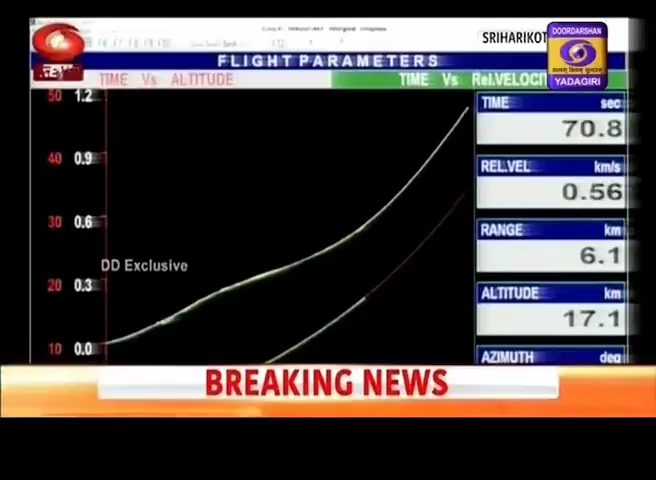 SRIHARIKOT
DOORDARSHAN
YADAGIRI
FLIGHT PARAMETERS
TIME Vs ALTITUDE
TIME Vs Rel.VELOCIT
50 1.2
40 0.9
30 0.6
20 0.3
10 0.0
TIME sec
70.8
REL.VEL km/s
0.56
RANGE km
6.1
ALTITUDE km
17.1
AZIMUTH deg
DD Exclusive
BREAKING NEWS